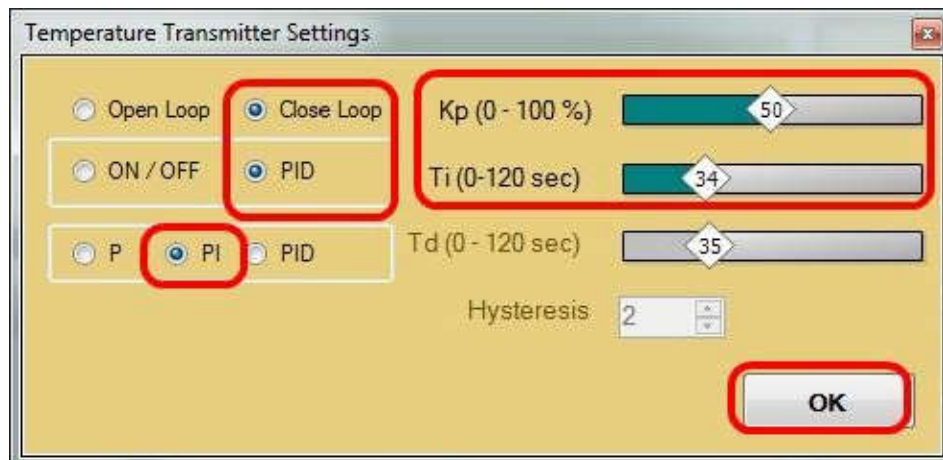 Temperature Transmitter Settings
Open Loop Close Loop Kp (0 - 100 %) 50
ON / OFF PID Ti (0-120 sec) 34
P PI PID Td (0 - 120 sec) 35
Hysteresis 2
OK